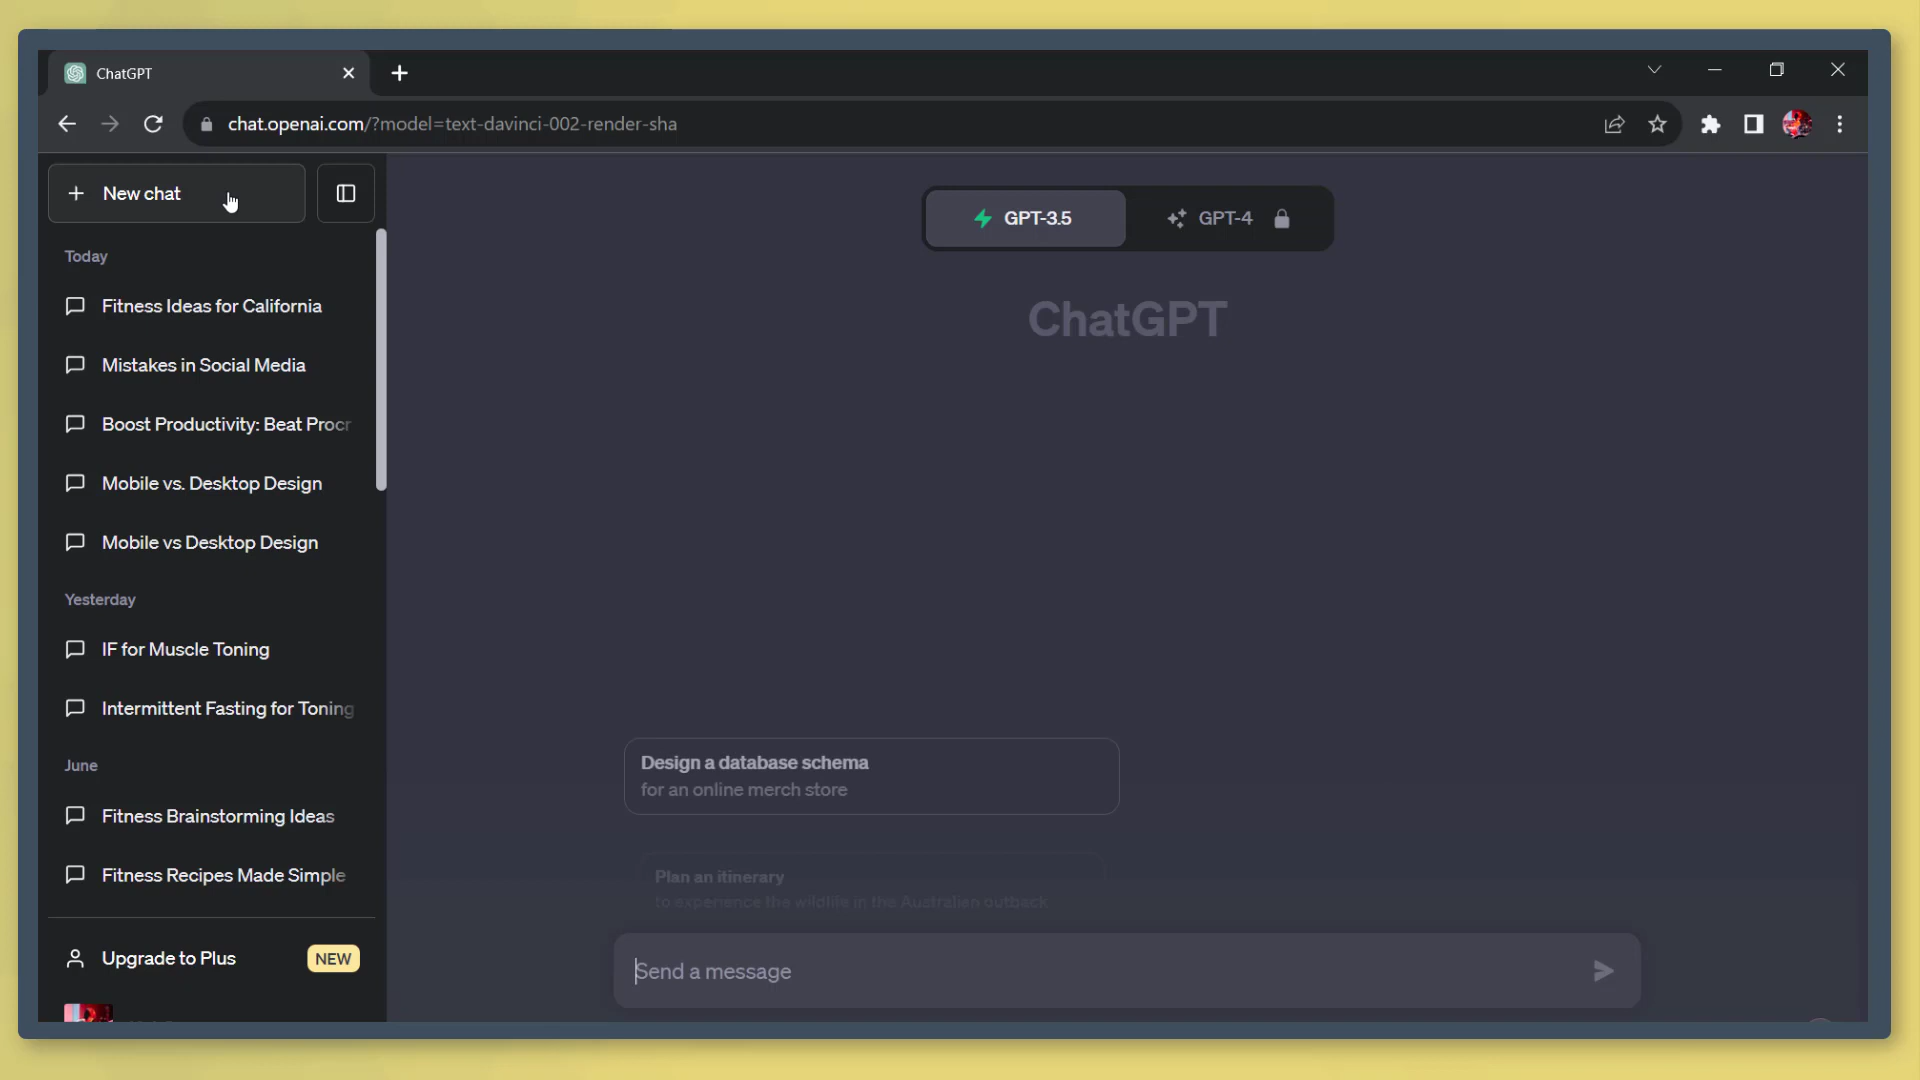 ChatGPT
chat.openai.com/?model=text-davinci-002-render-sha
New chat
GPT-3.5
GPT-4
Today
ChatGPT
Fitness Ideas for California
Mistakes in Social Media
Boost Productivity: Beat Procr
Mobile vs. Desktop Design
Mobile vs Desktop Design
Yesterday
IF for Muscle Toning
Intermittent Fasting for Toning
June
Fitness Brainstorming Ideas
Fitness Recipes Made Simple
Upgrade to Plus NEW
Design a database schema
for an online merch store
Plan an itinerary
to experience the wildlife in the Australian outback
Send a message